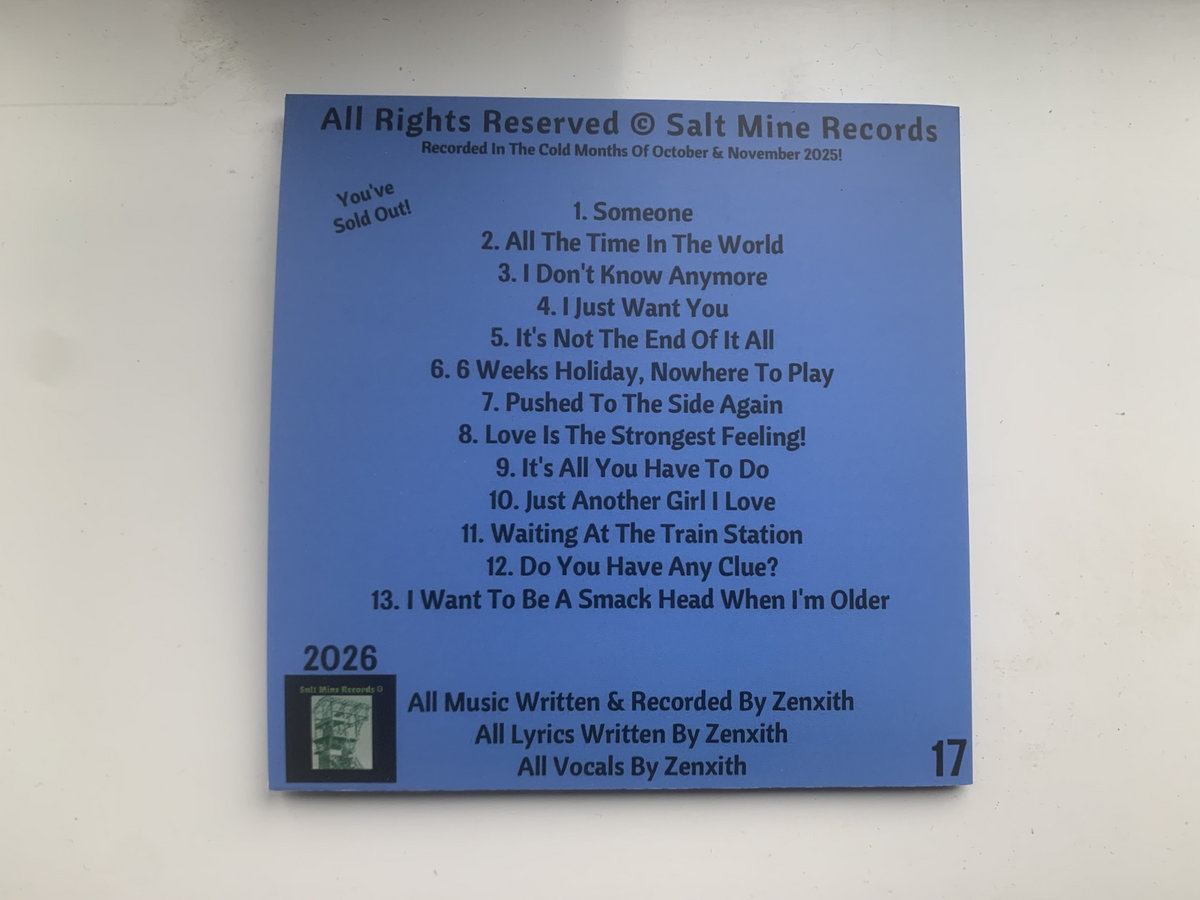 All Rights Reserved © Salt Mine Records
Recorded In The Cold Months Of October & November 2025!
You've
Sold Out!
1. Someone
2. All The Time In The World
3. I Don't Know Anymore
4. I Just Want You
5. It's Not The End Of It All
6. 6 Weeks Holiday, Nowhere To Play
7. Pushed To The Side Again
8. Love Is The Strongest Feeling!
9. It's All You Have To Do
10. Just Another Girl I Love
11. Waiting At The Train Station
12. Do You Have Any Clue?
13. I Want To Be A Smack Head When I'm Older
2026
Salt Mine Records ©
All Music Written & Recorded By Zenxith
All Lyrics Written By Zenxith
All Vocals By Zenxith
17